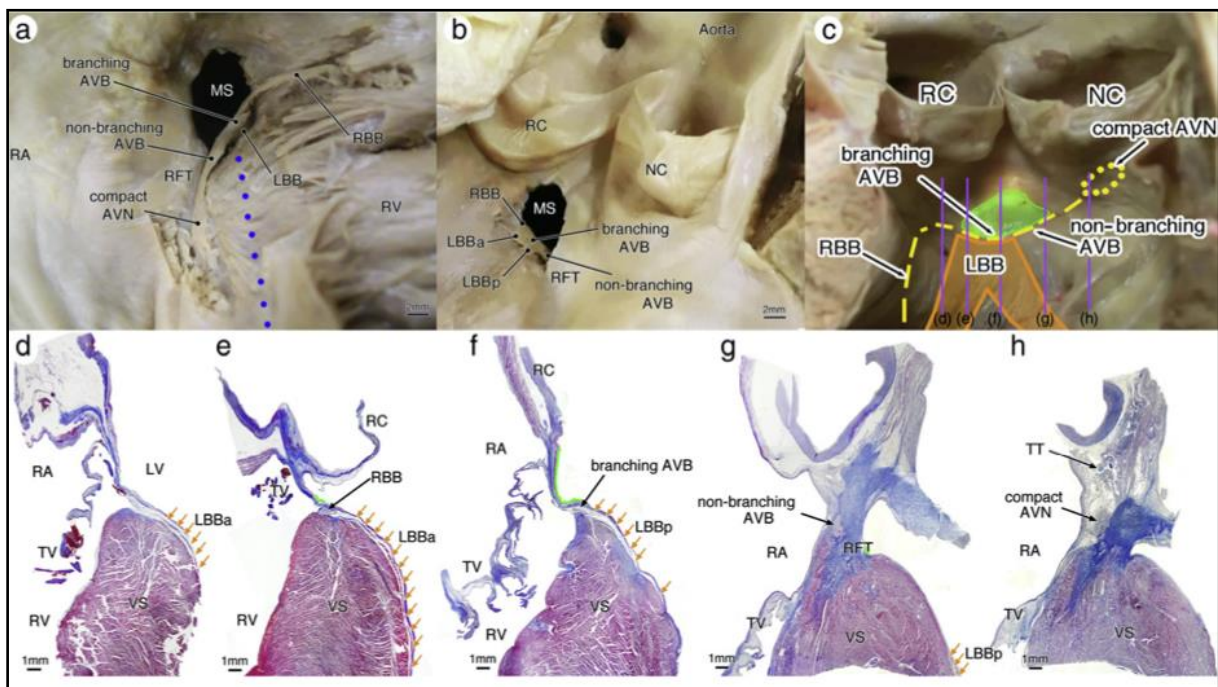 a
branching
AVB
MS
non-branching
AVB
RBB
RA
RFT
LBB
compact
AVN
RV
2mm
b
Aorta
RC
NC
RBB
MS
LBBa
branching
AVB
LBBp
RFT
non-branching
AVB
2mm
c
RC
NC
compact AVN
branching
AVB
non-branching
AVB
RBB
LBB
(d)
(e)
(f)
(g)
(h)
d
RA
LV
LBBa
TV
RV
VS
1mm
e
RC
TV
RBB
LBBa
RV
VS
1mm
f
RC
RA
branching AVB
LBBp
TV
RV
VS
1mm
g
non-branching
AVB
RA
RFT
TV
VS
LBBp
1mm
h
TT
compact
AVN
RA
TV
VS
1mm